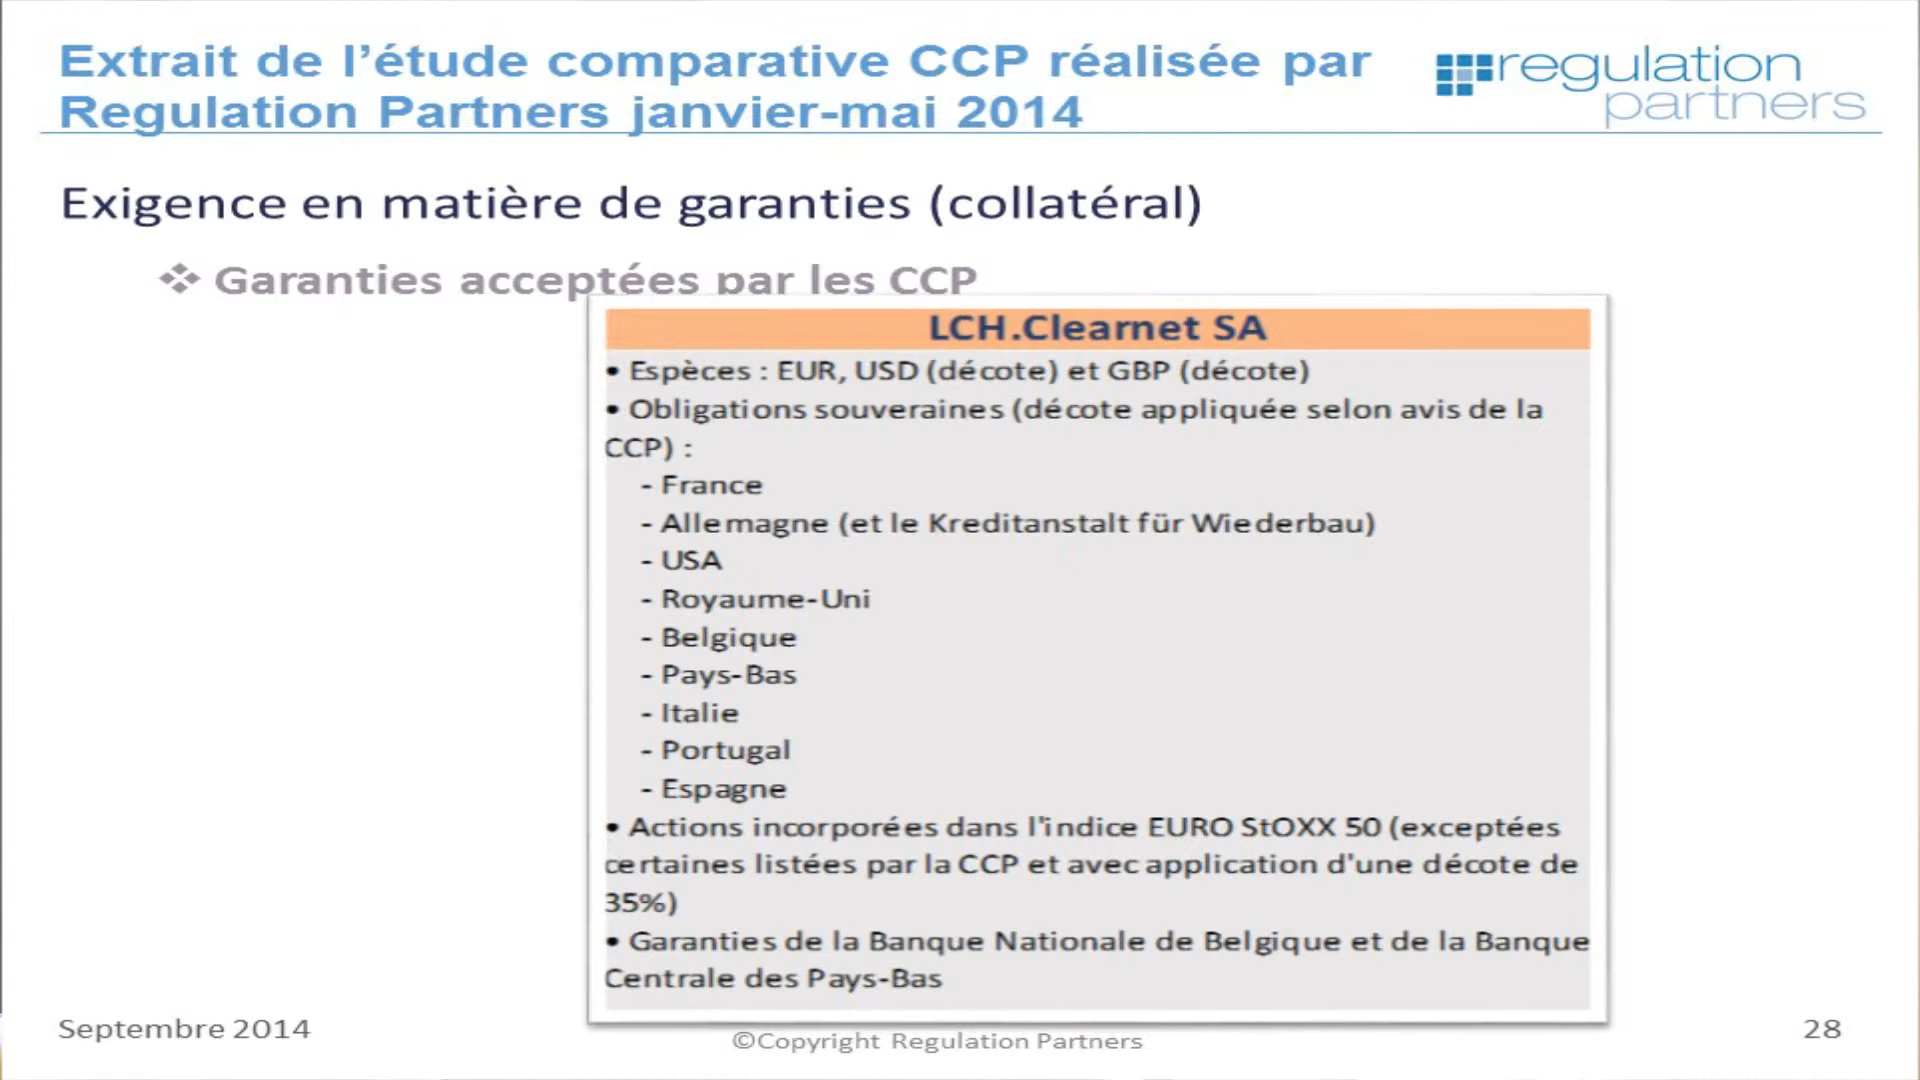 Extrait de l’étude comparative CCP réalisée par
Regulation Partners janvier-mai 2014
regulation
partners
Exigence en matière de garanties (collatéral)
❖ Garanties acceptées par les CCP
LCH.Clearnet SA
• Espèces : EUR, USD (décote) et GBP (décote)
• Obligations souveraines (décote appliquée selon avis de la
CCP) :
- France
- Allemagne (et le Kreditanstalt für Wiederbau)
- USA
- Royaume-Uni
- Belgique
- Pays-Bas
- Italie
- Portugal
- Espagne
• Actions incorporées dans l'indice EURO StOXX 50 (exceptées
certaines listées par la CCP et avec application d'une décote de
35%)
• Garanties de la Banque Nationale de Belgique et de la Banque
Centrale des Pays-Bas
Septembre 2014
©Copyright Regulation Partners
28